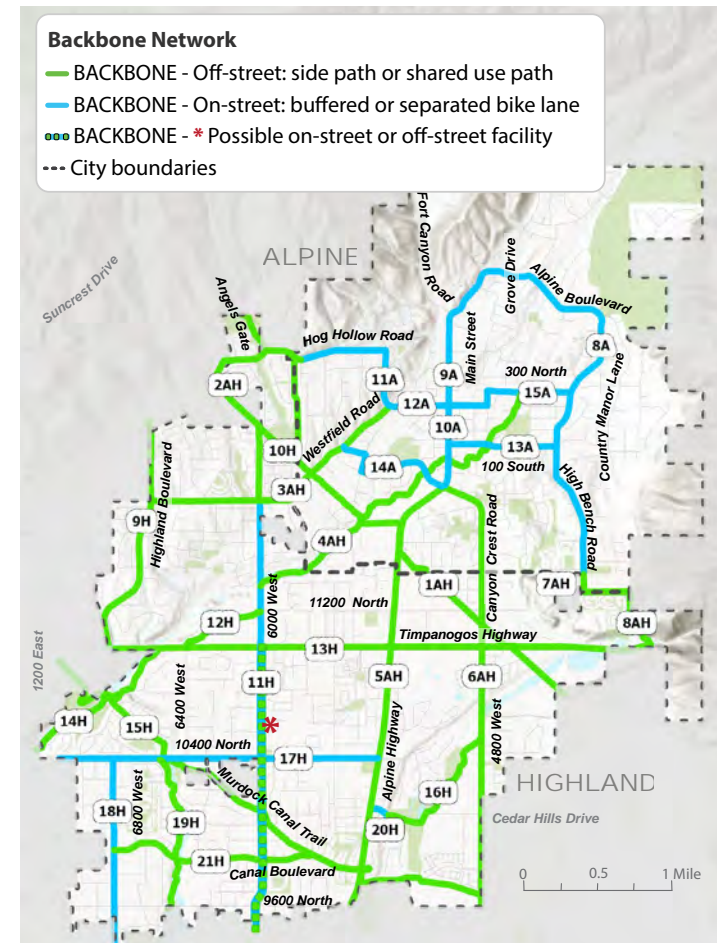 Backbone Network
BACKBONE - Off-street: side path or shared use path
BACKBONE - On-street: buffered or separated bike lane
BACKBONE - * Possible on-street or off-street facility
City boundaries
Fort Canyon Road
ALPINE
Grove Drive
Suncrest Drive
Alpine Boulevard
Angels Gate
Hog Hollow Road
Main Street
8A
300 North
2AH
11A
9A
15A
12A
Country Manor Lane
Westfield Road
10A
10H
13A
14A
100 South
3AH
High Bench Road
Highland Boulevard
9H
Canyon Crest Road
4AH
1AH
7AH
11200 North
6000 West
12H
8AH
Timpanogos Highway
13H
1200 East
5AH
6AH
11H
6400 West
14H
*
15H
4800 West
10400 North
17H
Alpine Highway
HIGHLAND
16H
Murdock Canal Trail
18H
6800 West
19H
20H
Cedar Hills Drive
21H
Canal Boulevard
0 0.5 1 Mile
9600 North